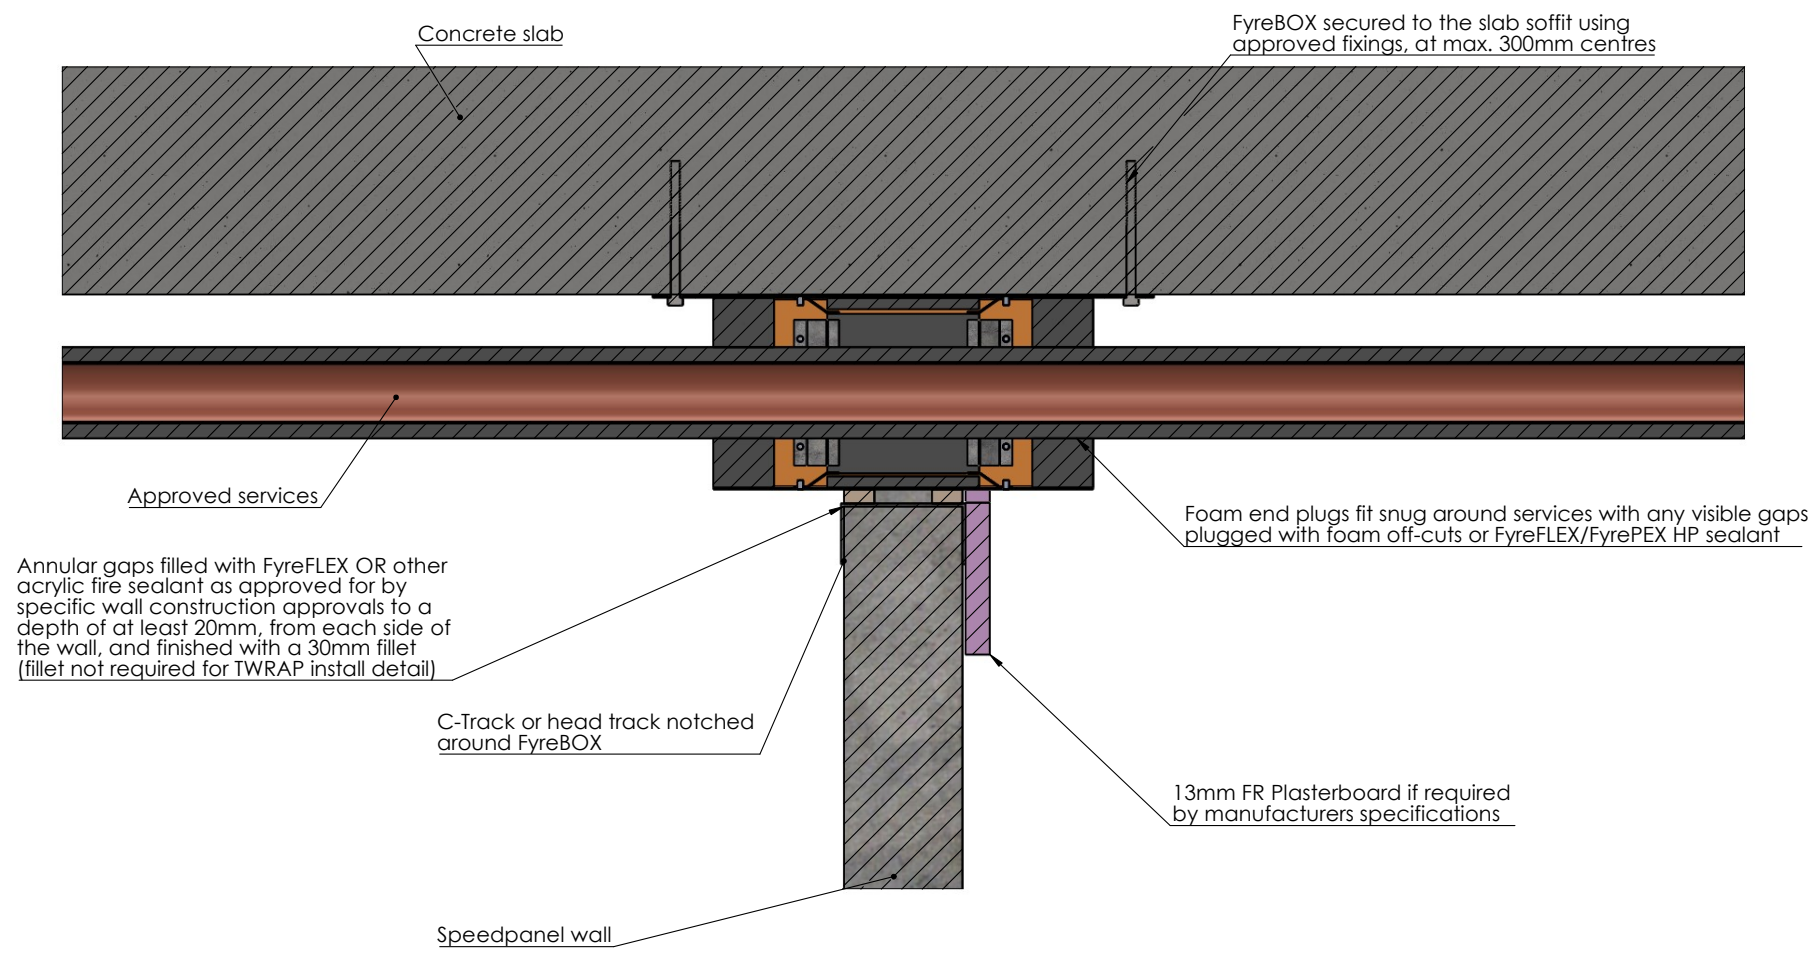 Concrete slab
FyreBOX secured to the slab soffit using
approved fixings, at max. 300mm centres
Approved services
Foam end plugs fit snug around services with any visible gaps
plugged with foam off-cuts or FyreFLEX/FyrePEX HP sealant
Annular gaps filled with FyreFLEX OR other
acrylic fire sealant as approved for by
specific wall construction approvals to a
depth of at least 20mm, from each side of
the wall, and finished with a 30mm fillet
(fillet not required for TWRAP install detail)
C-Track or head track notched
around FyreBOX
13mm FR Plasterboard if required
by manufacturers specifications
Speedpanel wall